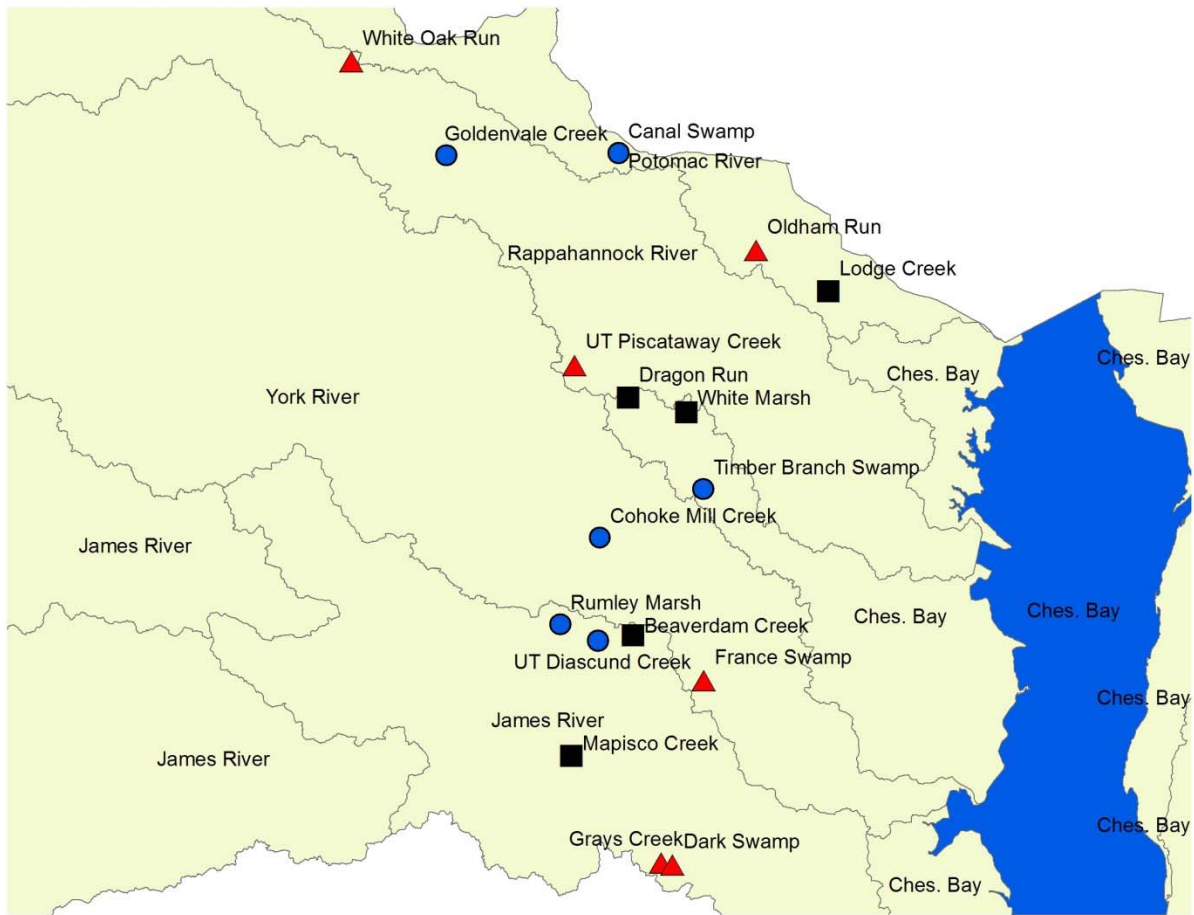 White Oak Run
Goldenvale Creek
Canal Swamp
Potomac River
Oldham Run
Rappahannock River
Lodge Creek
UT Piscataway Creek
Ches. Bay
Ches. Bay
Dragon Run
White Marsh
York River
Timber Branch Swamp
Cohoke Mill Creek
James River
Rumley Marsh
Ches. Bay
Ches. Bay
Beaverdam Creek
UT Diascund Creek
France Swamp
Ches. Bay
James River
Mapisco Creek
James River
Grays Creek
Dark Swamp
Ches. Bay
Ches. Bay